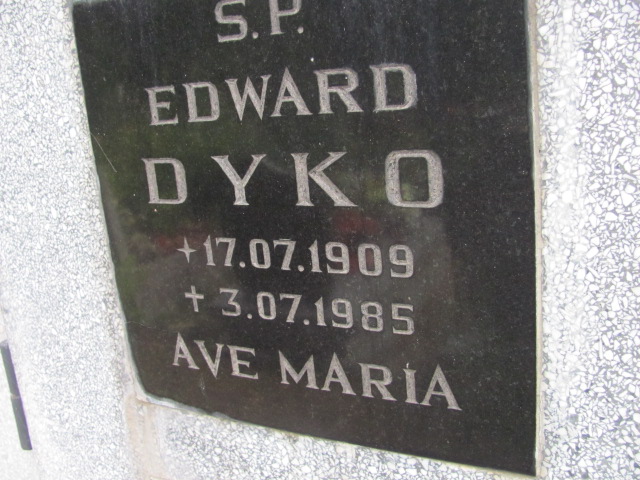 S.P.
EDWARD
DYKO
+17.07.1909
+3.07.1985
AVE MARIA